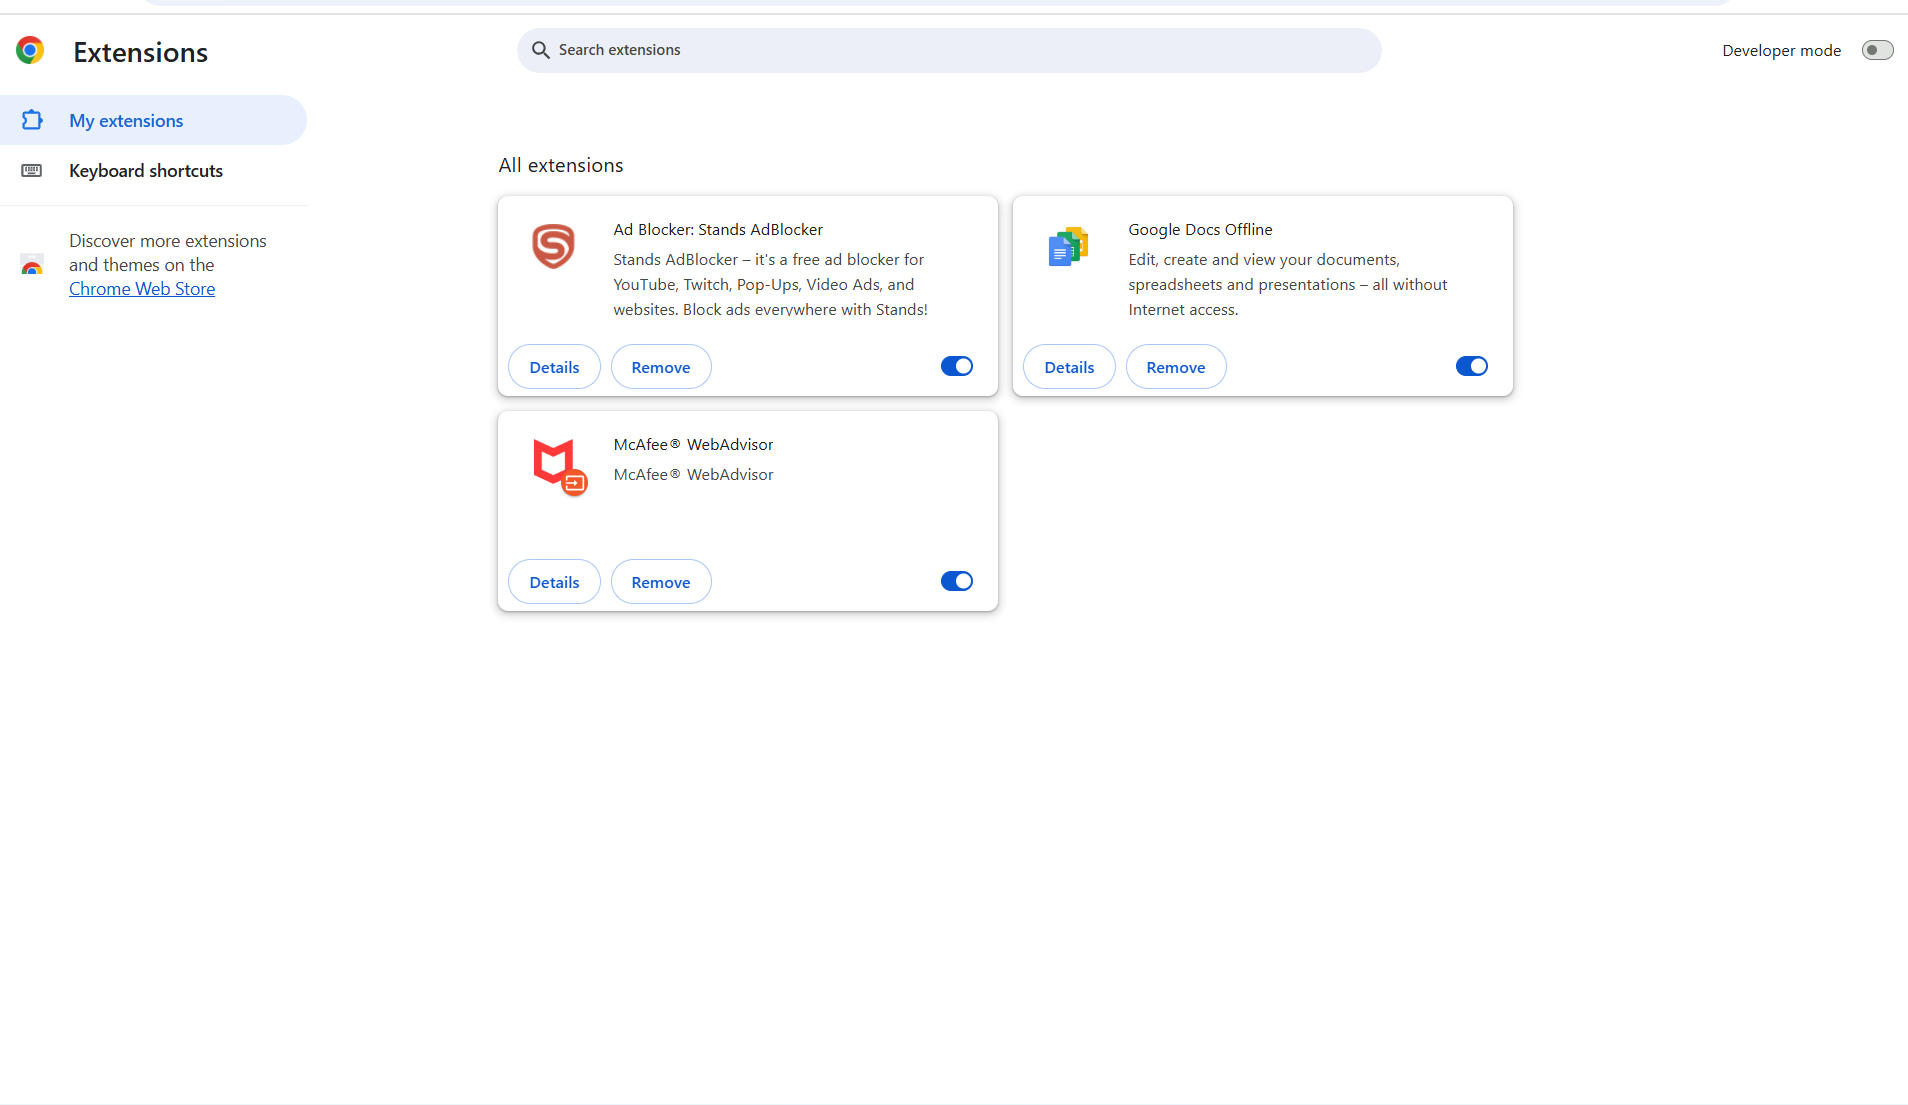 Extensions
Search extensions
Developer mode
My extensions
Keyboard shortcuts
Discover more extensions
and themes on the
Chrome Web Store
All extensions
Ad Blocker: Stands AdBlocker
Stands AdBlocker – it's a free ad blocker for
YouTube, Twitch, Pop-Ups, Video Ads, and
websites. Block ads everywhere with Stands!
Details
Remove
Google Docs Offline
Edit, create and view your documents,
spreadsheets and presentations – all without
Internet access.
Details
Remove
McAfee® WebAdvisor
McAfee® WebAdvisor
Details
Remove